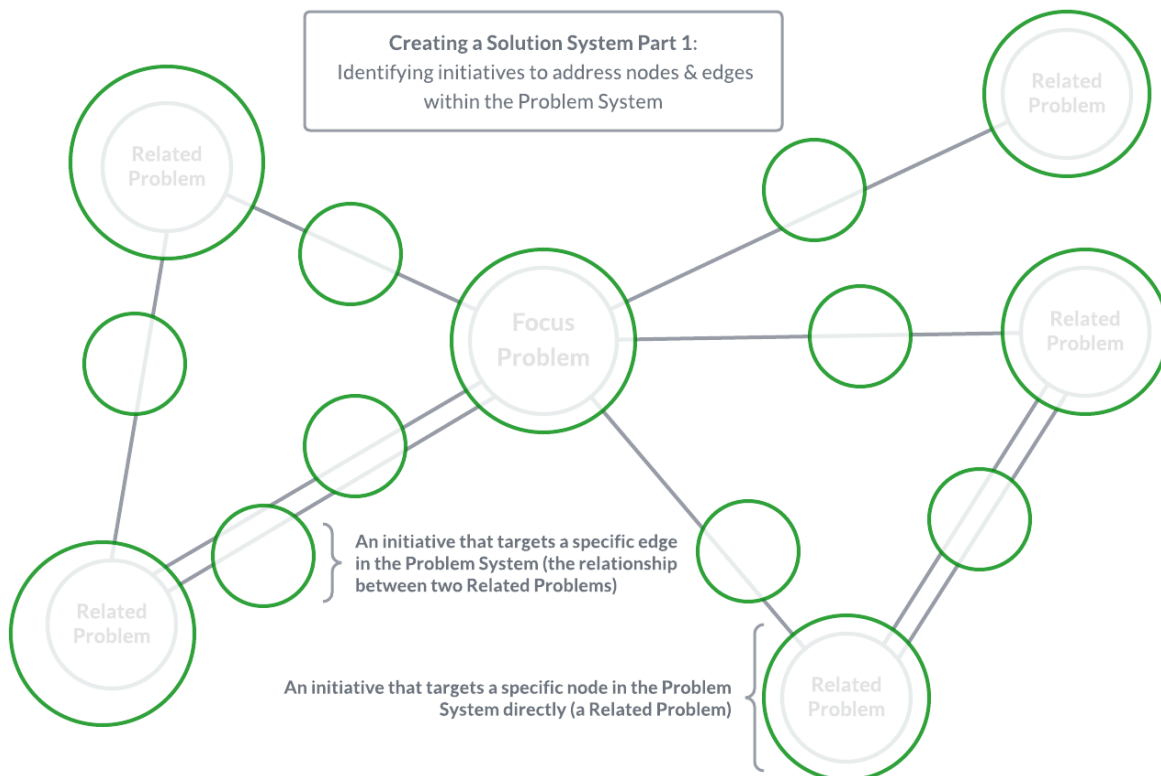 Creating a Solution System Part 1:
Identifying initiatives to address nodes & edges
within the Problem System
Related
Problem
Related
Problem
Focus
Problem
Related
Problem
An initiative that targets a specific edge
in the Problem System (the relationship
between two Related Problems)
Related
Problem
An initiative that targets a specific node in the Problem
System directly (a Related Problem)
Related
Problem